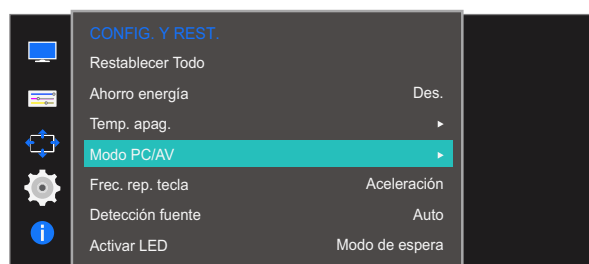 CONFIG. Y REST.
Restablecer Todo
Ahorro energía Des.
Temp. apag.
Modo PC/AV
Frec. rep. tecla Aceleración
Detección fuente Auto
Activar LED Modo de espera